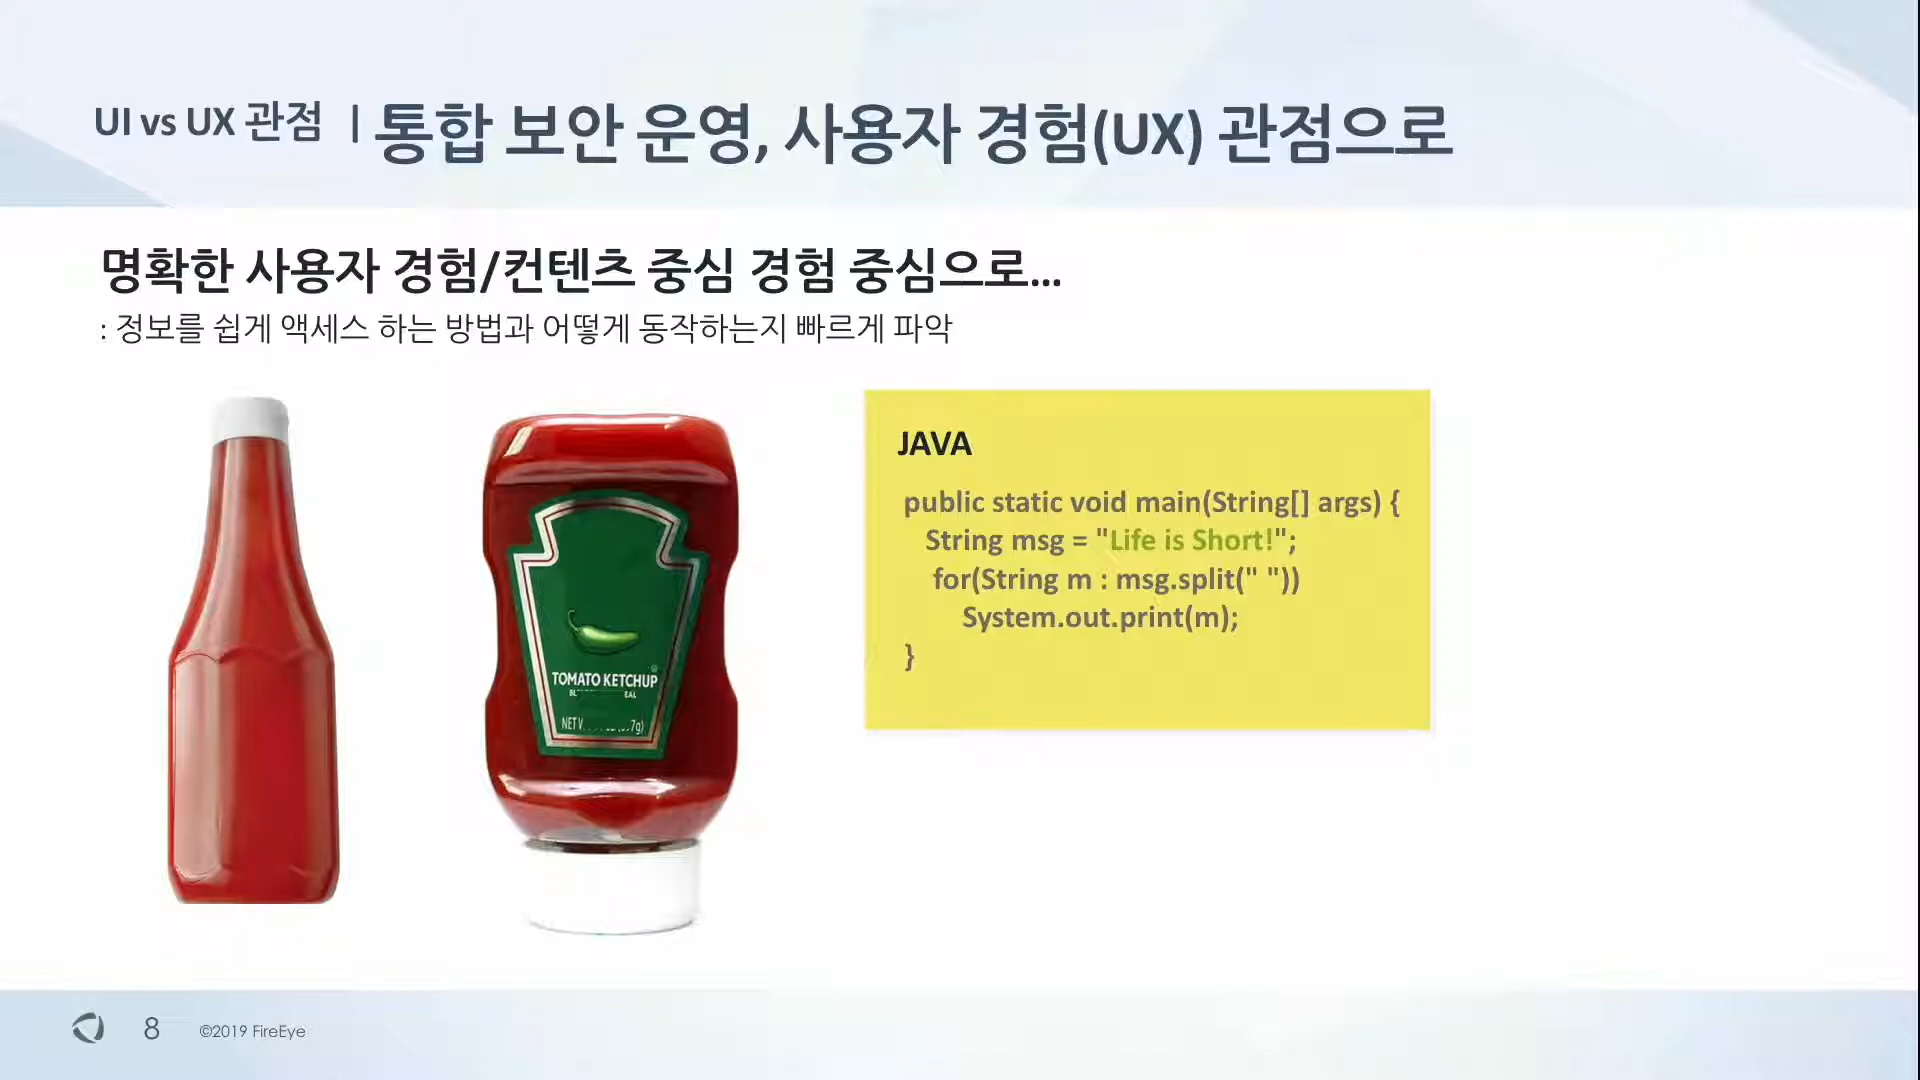 UI vs UX 관점 | 통합 보안 운영, 사용자 경험(UX) 관점으로
명확한 사용자 경험/컨텐츠 중심 경험 중심으로...
: 정보를 쉽게 액세스 하는 방법과 어떻게 동작하는지 빠르게 파악
JAVA
public static void main(String[] args) {
String msg = "Life is Short!";
for(String m : msg.split(" "))
System.out.print(m);
}
TOMATO KETCHUP
NET
8
©2019 FireEye